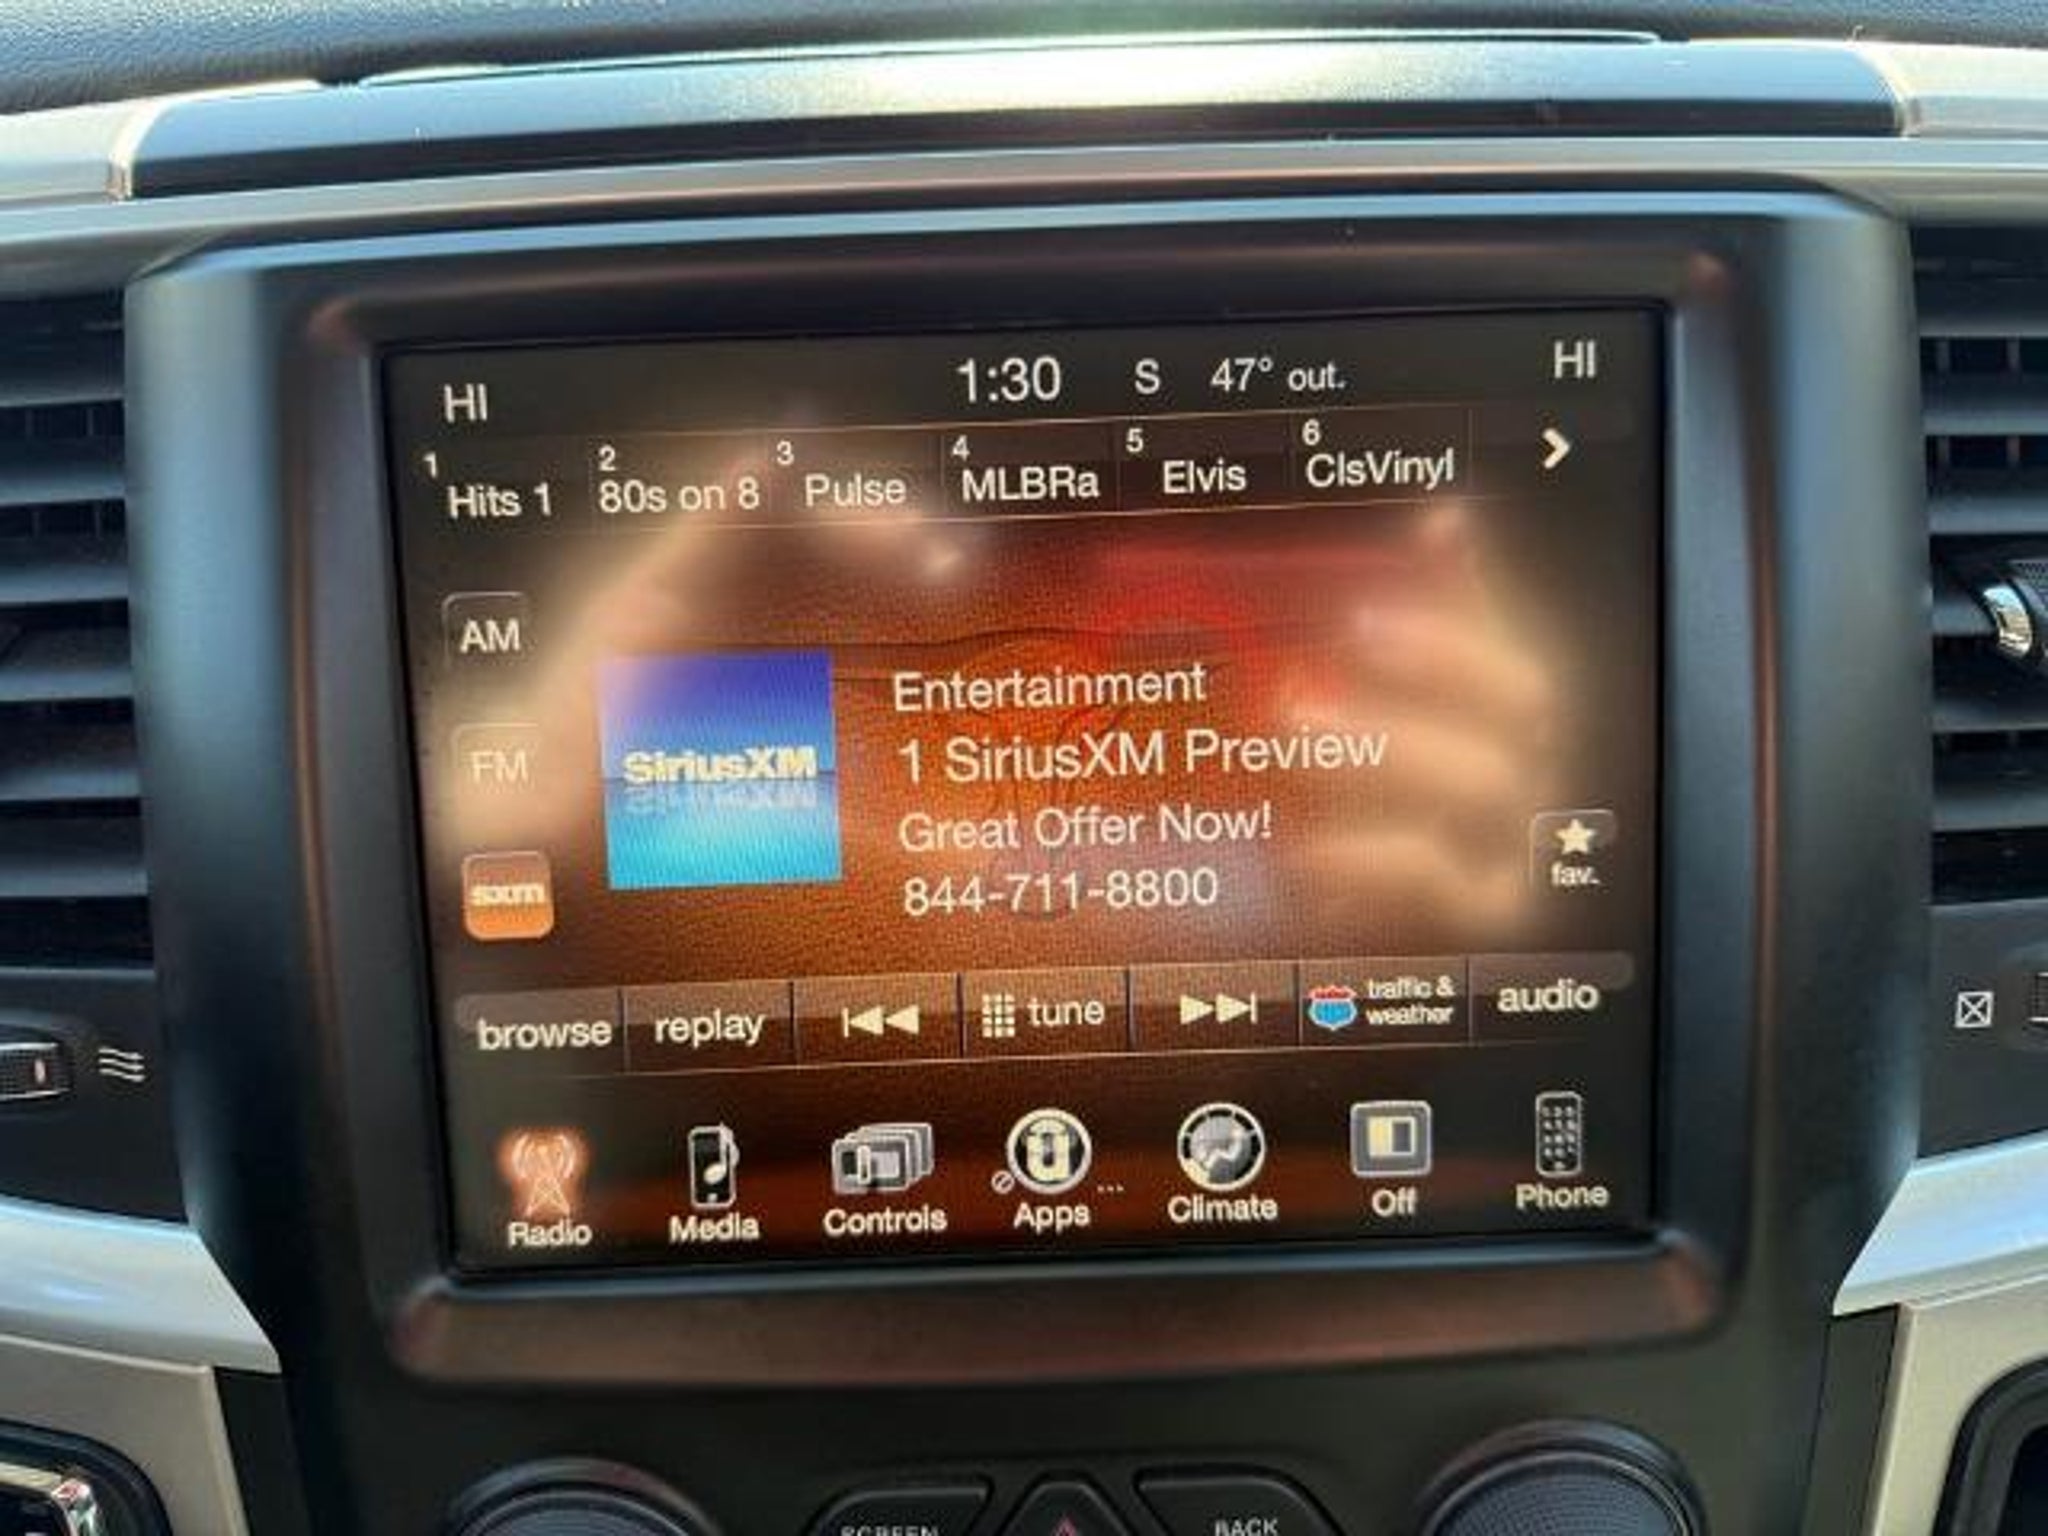 HI 1:30 S 47° out. HI
1 Hits 1 2 80s on 8 3 Pulse 4 MLBRa 5 Elvis 6 ClsVinyl
AM
FM
sxm
SiriusXM
Entertainment
1 SiriusXM Preview
Great Offer Now!
844-711-8800
fav.
browse replay tune traffic & weather audio
Radio Media Controls Apps ... Climate Off Phone
SCREEN BACK